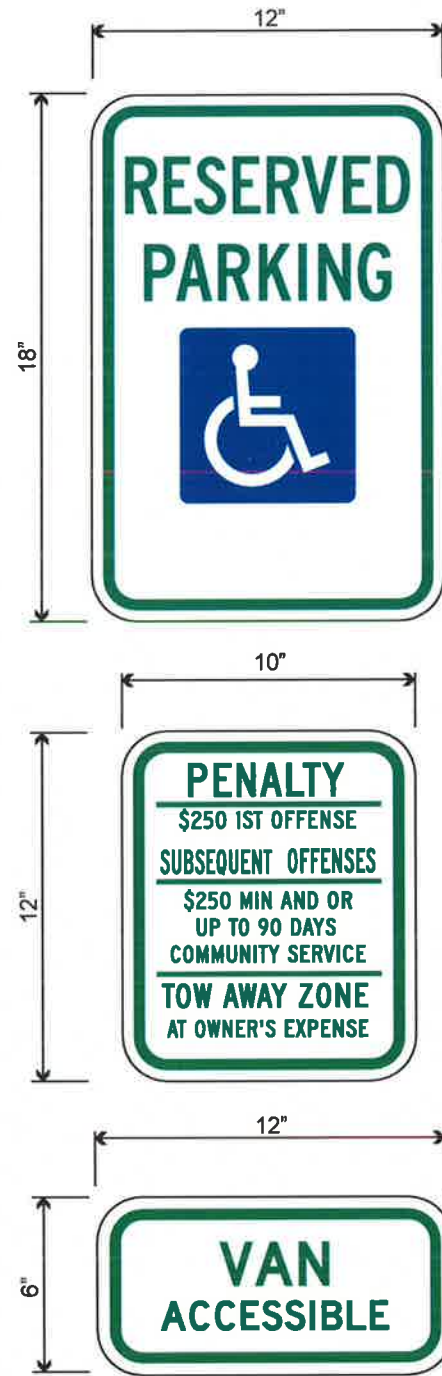 12"
18"
RESERVED
PARKING
10"
12"
PENALTY
$250 1ST OFFENSE
SUBSEQUENT OFFENSES
$250 MIN AND OR
UP TO 90 DAYS
COMMUNITY SERVICE
TOW AWAY ZONE
AT OWNER'S EXPENSE
12"
6"
VAN
ACCESSIBLE